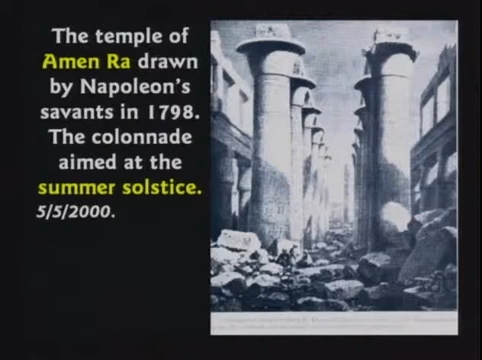 The temple of
Amen Ra drawn
by Napoleon's
savants in 1798.
The colonnade
aimed at the
summer solstice.
5/5/2000.